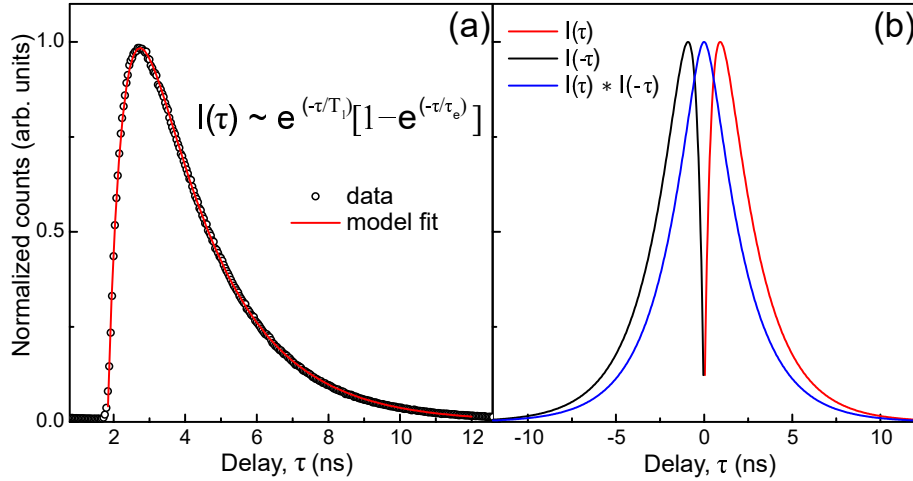 (a)
(b)
Normalized counts (arb. units)
1.0
0.5
0.0
I(τ) ~ e^(-τ/T₁)[1−e^(-τ/τₑ)]
data
model fit
2 4 6 8 10 12
Delay, τ (ns)
I(τ)
I(-τ)
I(τ) * I(-τ)
-10 -5 0 5 10
Delay, τ (ns)